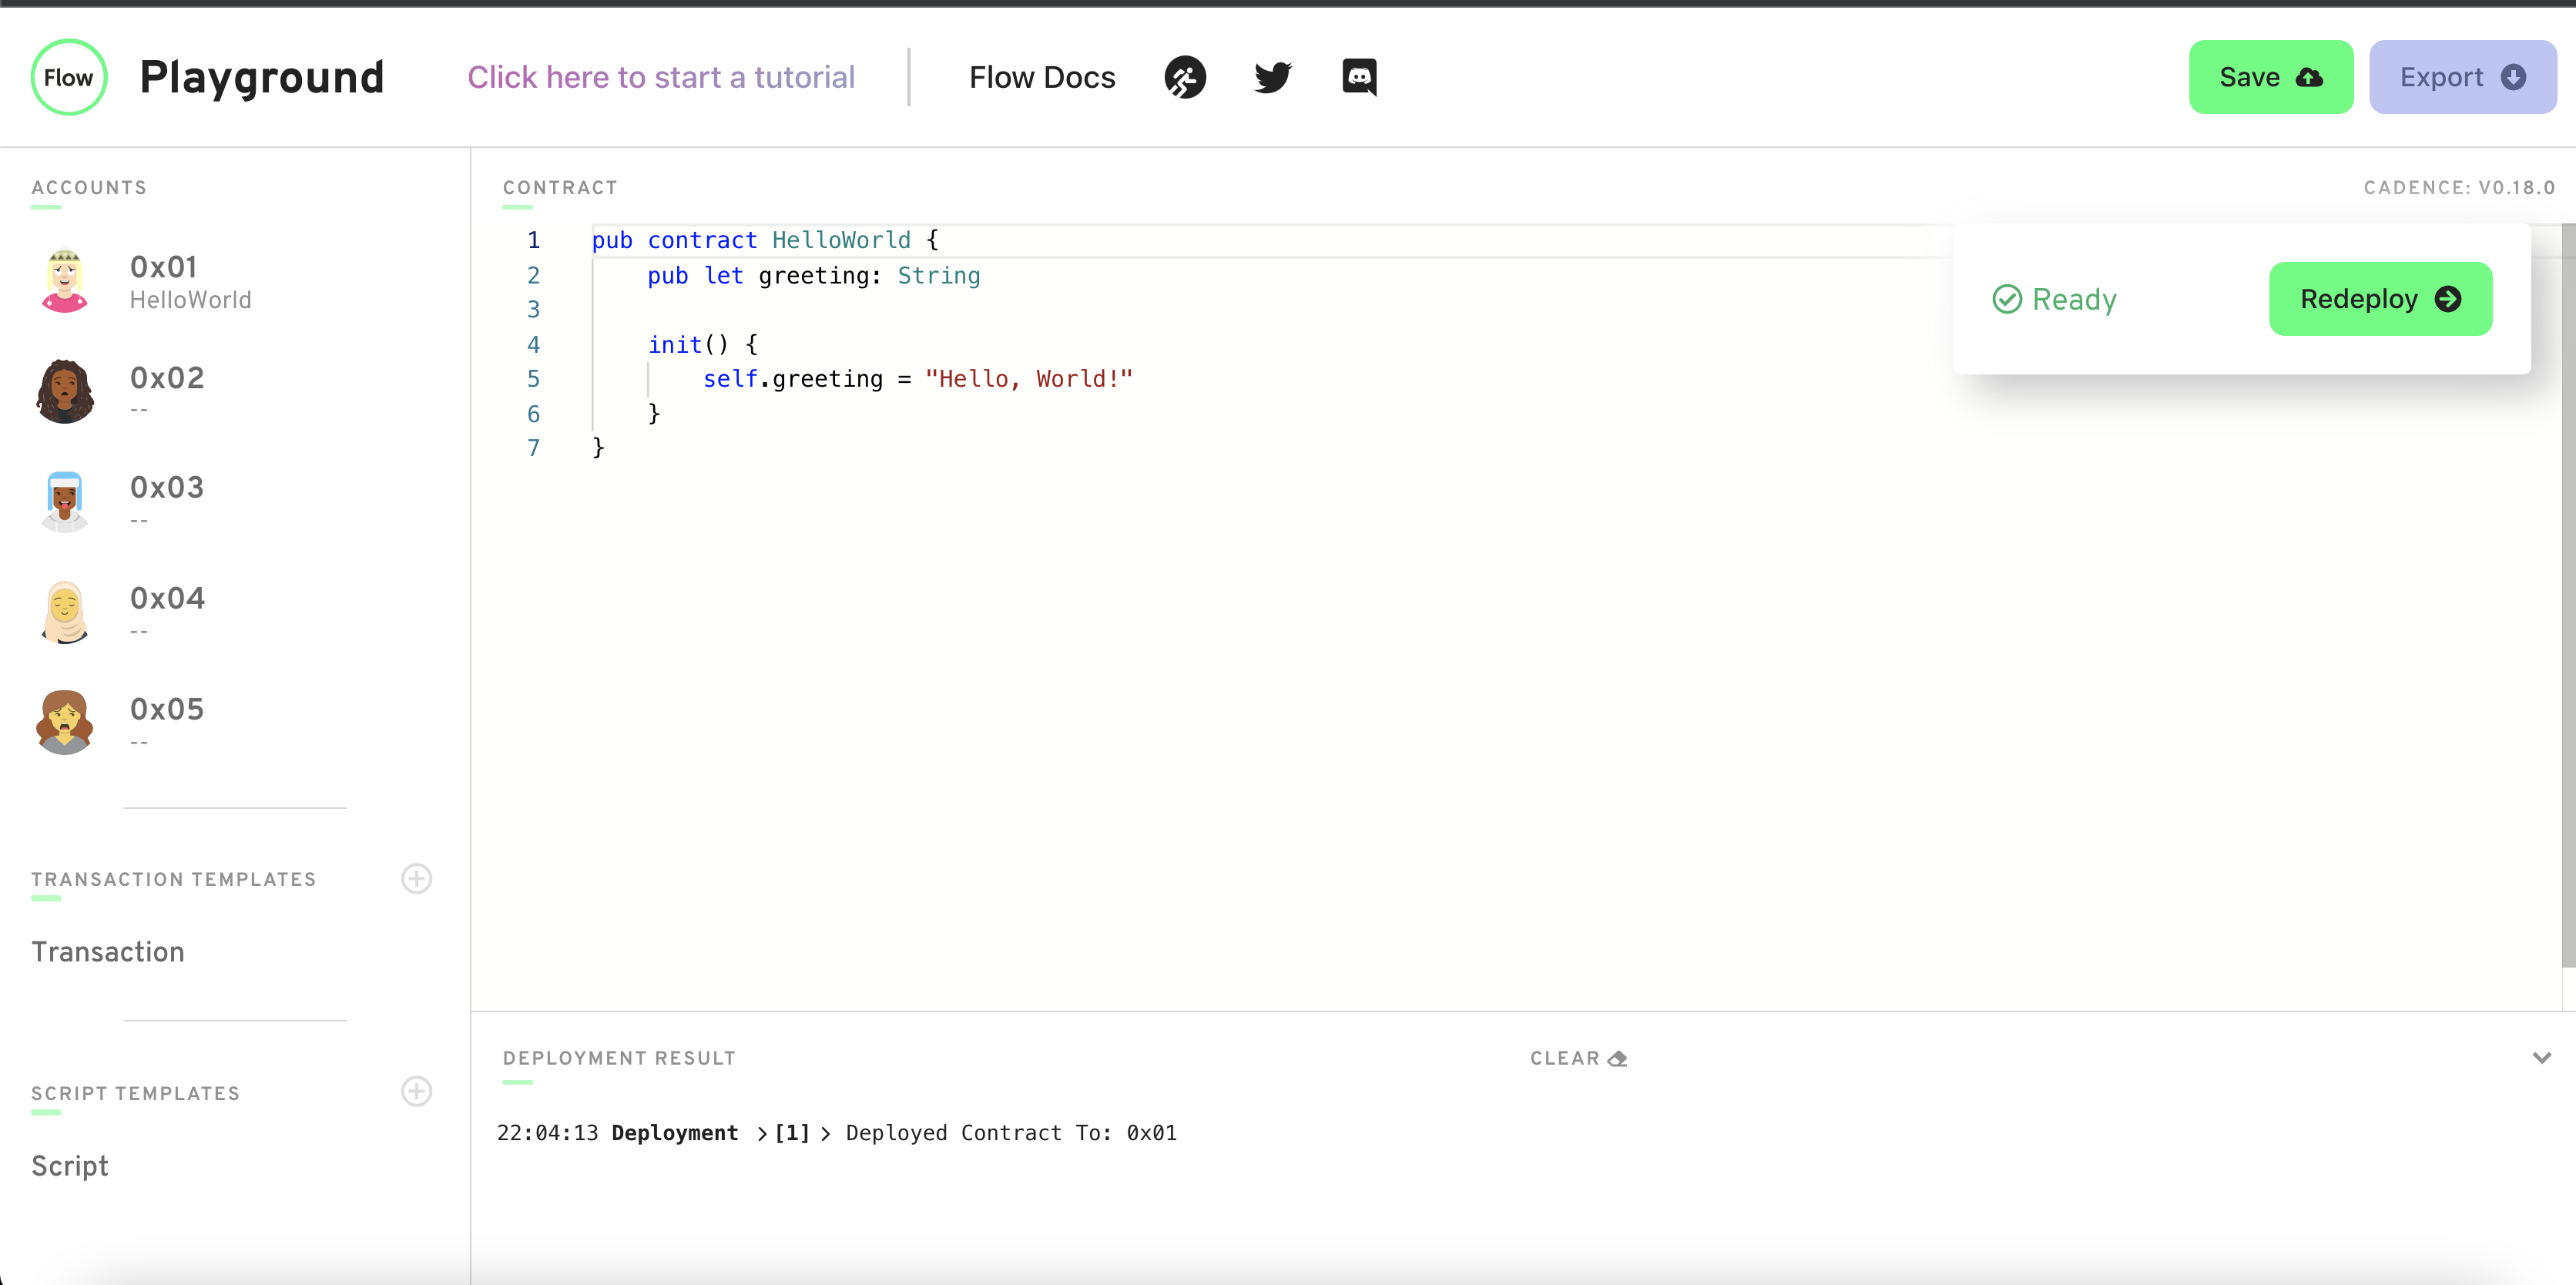 Flow Playground Click here to start a tutorial Flow Docs Save Export
ACCOUNTS
0x01
HelloWorld
0x02
--
0x03
--
0x04
--
0x05
--
TRANSACTION TEMPLATES
Transaction
SCRIPT TEMPLATES
Script
CONTRACT
CADENCE: V0.18.0
1 pub contract HelloWorld {
2     pub let greeting: String
3
4     init() {
5         self.greeting = "Hello, World!"
6     }
7 }
Ready
Redeploy
DEPLOYMENT RESULT
CLEAR
22:04:13 Deployment >[1]> Deployed Contract To: 0x01